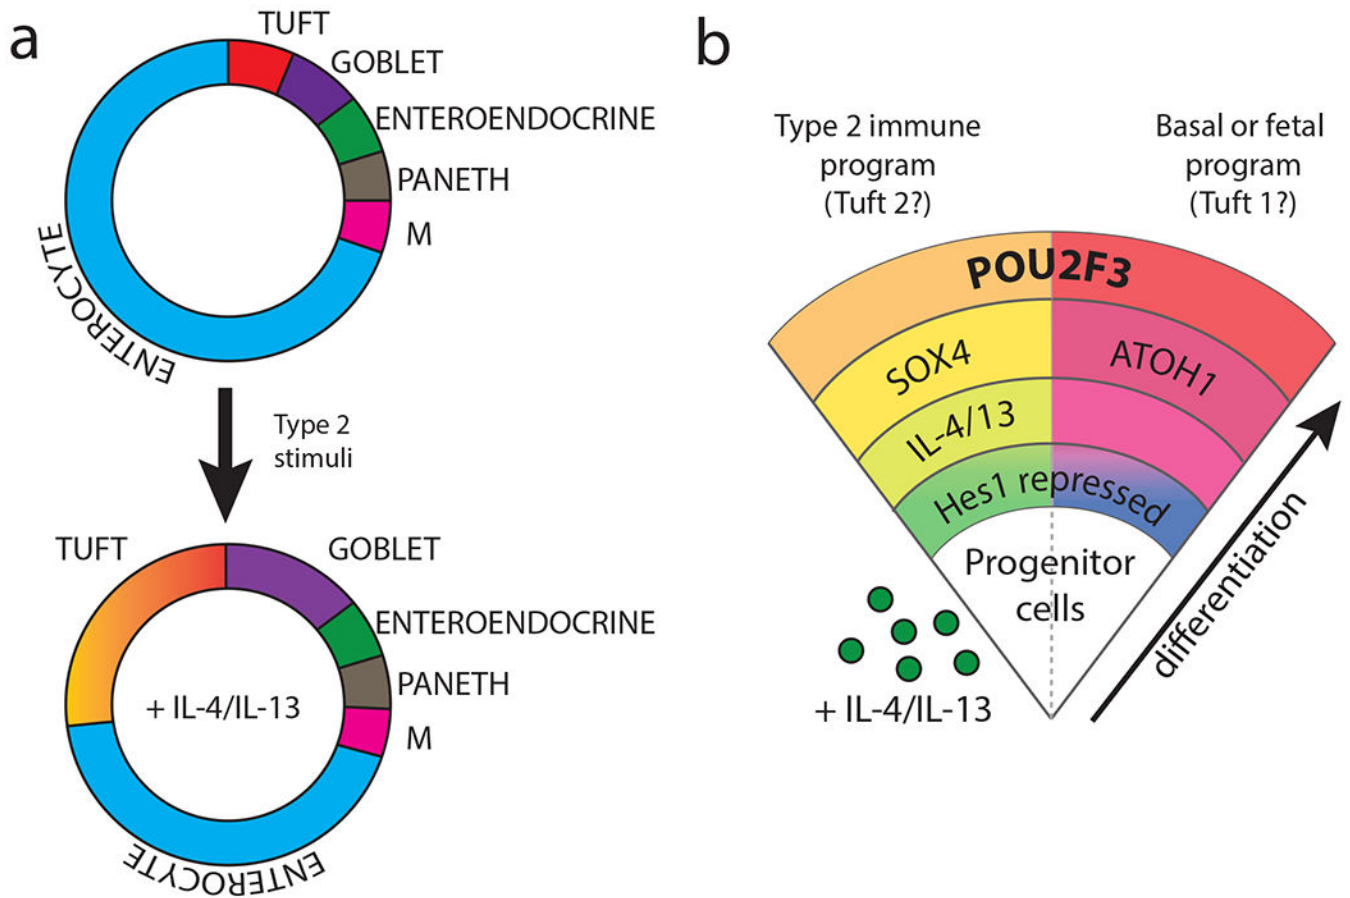 a
TUFT
GOBLET
ENTEROENDOCRINE
PANETH
M
ENTEROCYTE
Type 2
stimuli
TUFT
GOBLET
ENTEROENDOCRINE
PANETH
+ IL-4/IL-13
M
ENTEROCYTE
b
Type 2 immune
program
(Tuft 2?)
Basal or fetal
program
(Tuft 1?)
POU2F3
SOX4
ATOH1
IL-4/13
Hes1 repressed
Progenitor
cells
+ IL-4/IL-13
differentiation